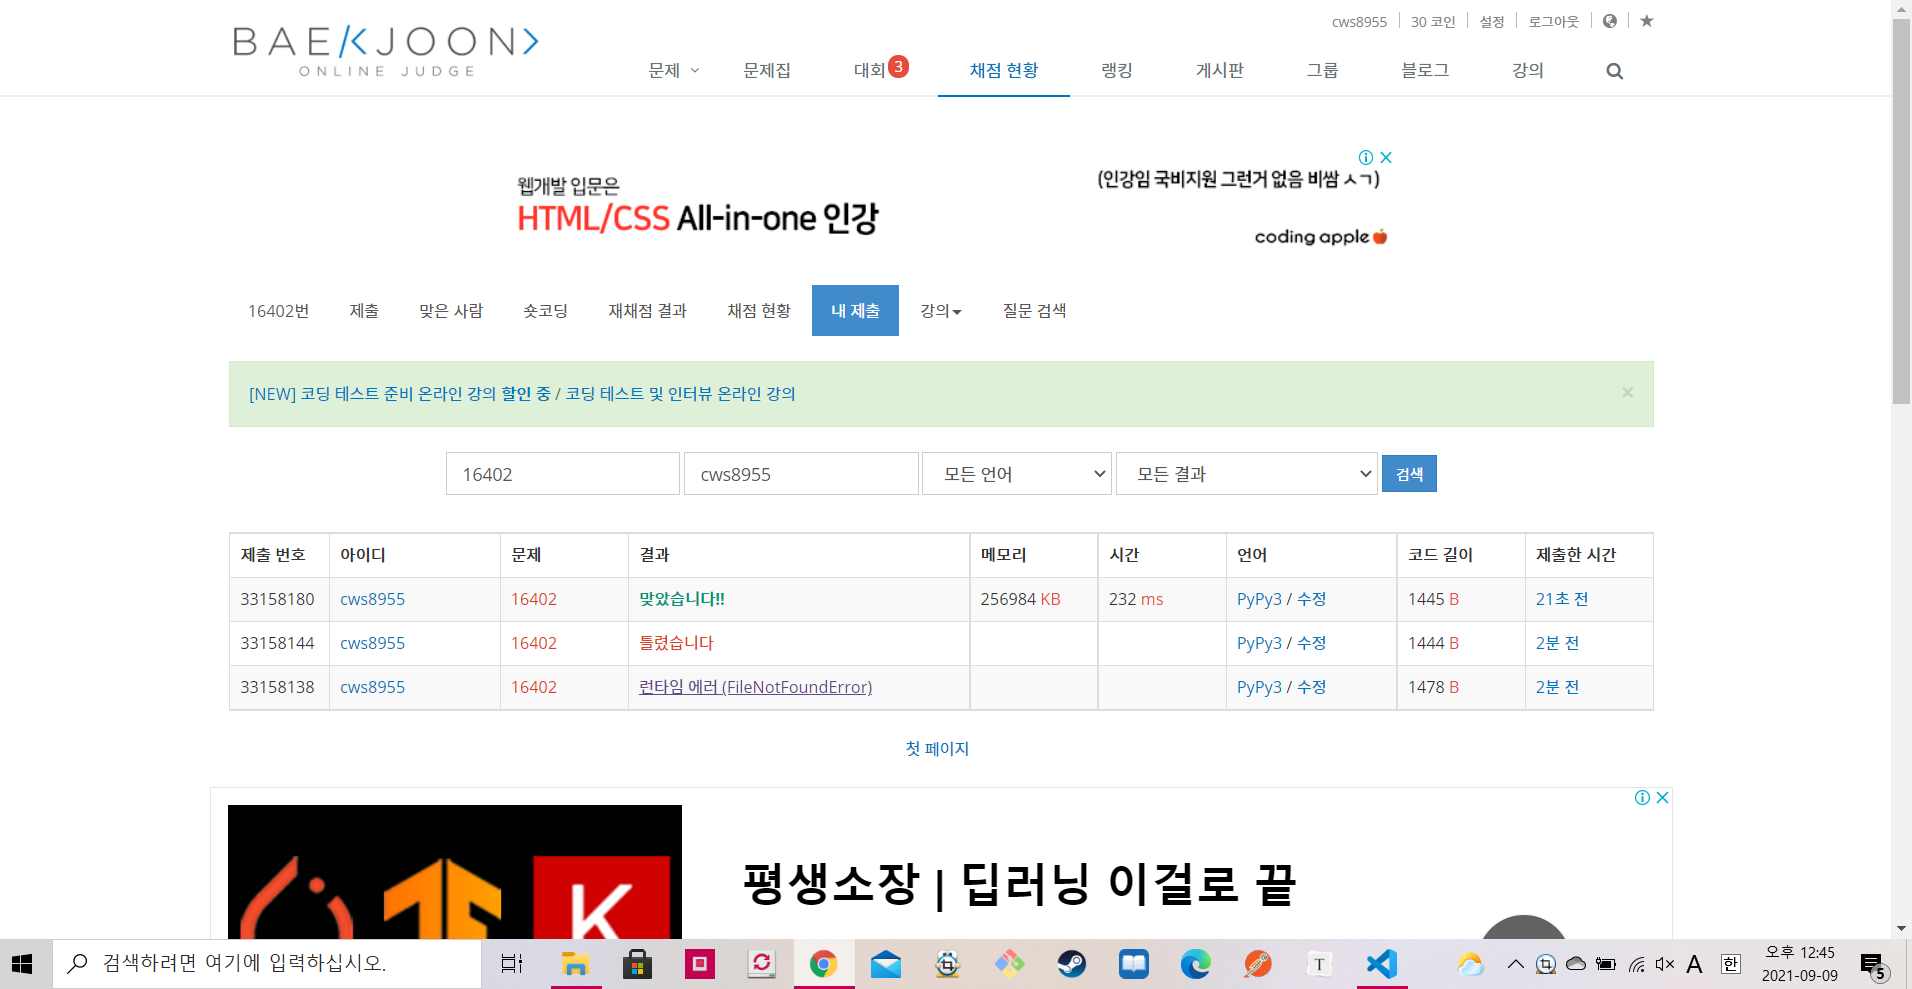 cws8955 30 코인 설정 로그아웃
BAEKJOON>
ONLINE JUDGE
문제 문제집 대회 3 채점 현황 랭킹 게시판 그룹 블로그 강의
웹개발 입문은
HTML/CSS All-in-one 인강
(인강임 국비지원 그런거 없음 비쌈 ㅅㄱ)
coding apple
16402번 제출 맞은 사람 숏코딩 재채점 결과 채점 현황 내 제출 강의 질문 검색
[NEW] 코딩 테스트 준비 온라인 강의 할인 중 / 코딩 테스트 및 인터뷰 온라인 강의 ×
16402 cws8955 모든 언어 모든 결과 검색
제출 번호 아이디 문제 결과 메모리 시간 언어 코드 길이 제출한 시간
33158180 cws8955 16402 맞았습니다!! 256984 KB 232 ms PyPy3 / 수정 1445 B 21초 전
33158144 cws8955 16402 틀렸습니다 PyPy3 / 수정 1444 B 2분 전
33158138 cws8955 16402 런타임 에러 (FileNotFoundError) PyPy3 / 수정 1478 B 2분 전
첫 페이지
평생소장 | 딥러닝 이걸로 끝
K
검색하려면 여기에 입력하십시오.
T
A 한
오후 12:45
2021-09-09
5